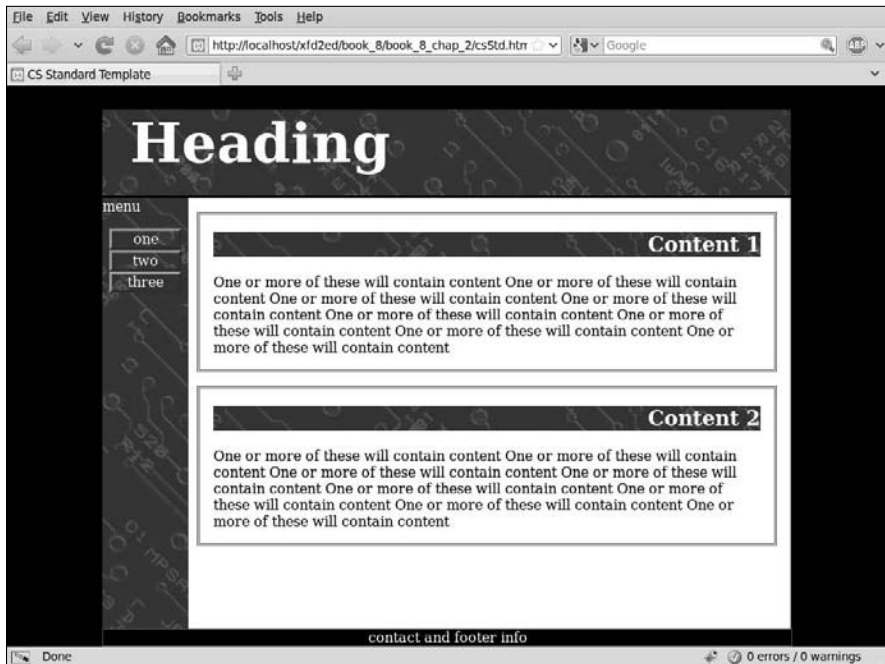 File Edit View History Bookmarks Tools Help
http://localhost/xfd2ed/book_8/book_8_chap_2/csStd.htm
Google
ABP
CS Standard Template
Heading
menu
one
two
three
Content 1
One or more of these will contain content One or more of these will contain
content One or more of these will contain content One or more of these will
contain content One or more of these will contain content One or more of
these will contain content One or more of these will contain content One or
more of these will contain content
Content 2
One or more of these will contain content One or more of these will contain
content One or more of these will contain content One or more of these will
contain content One or more of these will contain content One or more of
these will contain content One or more of these will contain content One or
more of these will contain content
contact and footer info
Done
0 errors / 0 warnings